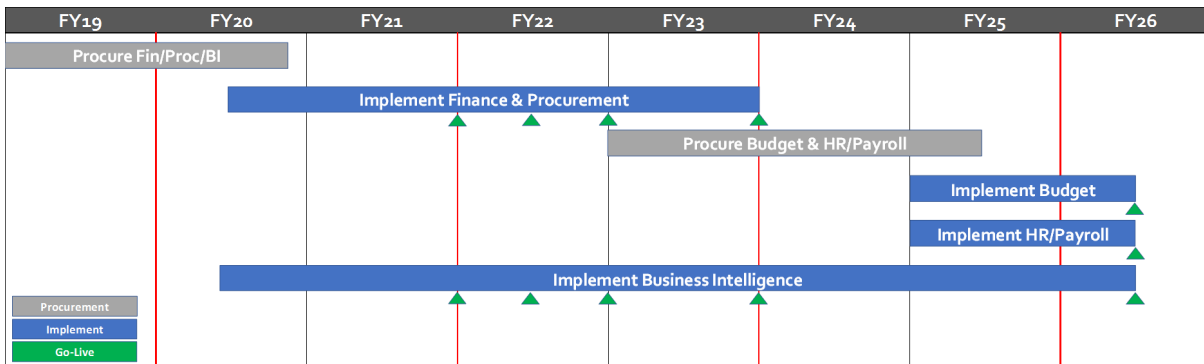 FY19 FY20 FY21 FY22 FY23 FY24 FY25 FY26
Procure Fin/Proc/BI
Implement Finance & Procurement
Procure Budget & HR/Payroll
Implement Budget
Implement HR/Payroll
Implement Business Intelligence
Procurement
Implement
Go-Live